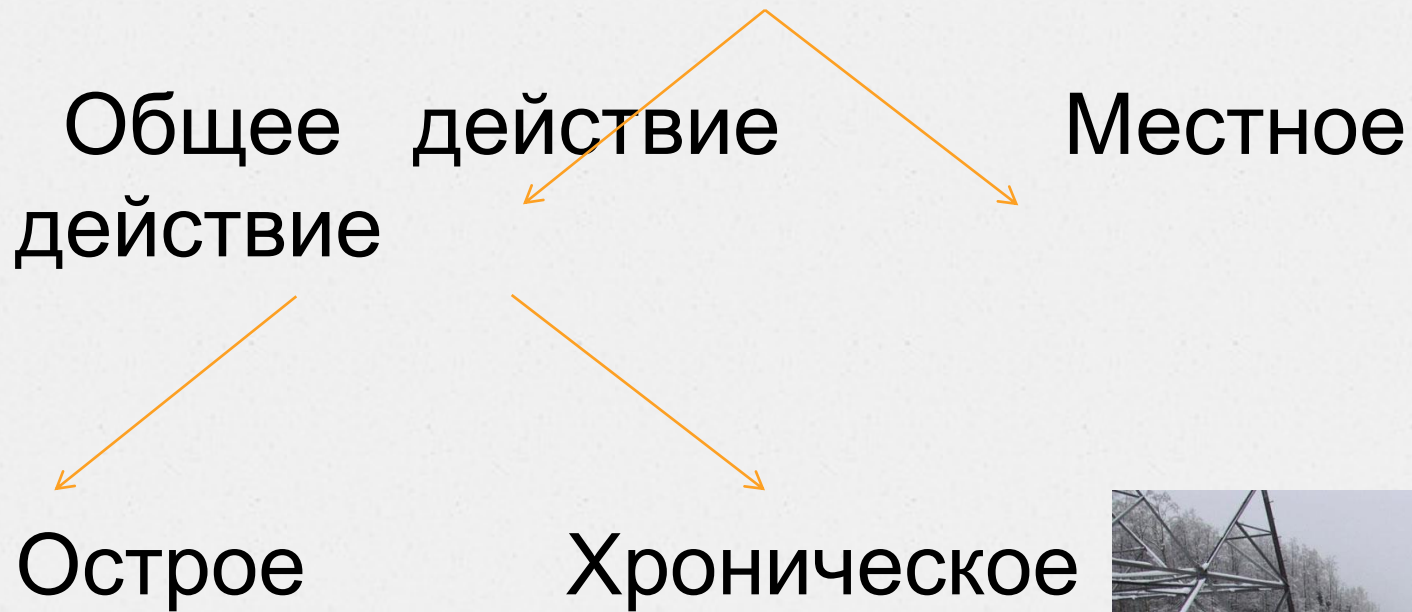 Общее действие Местное
действие
Острое Хроническое